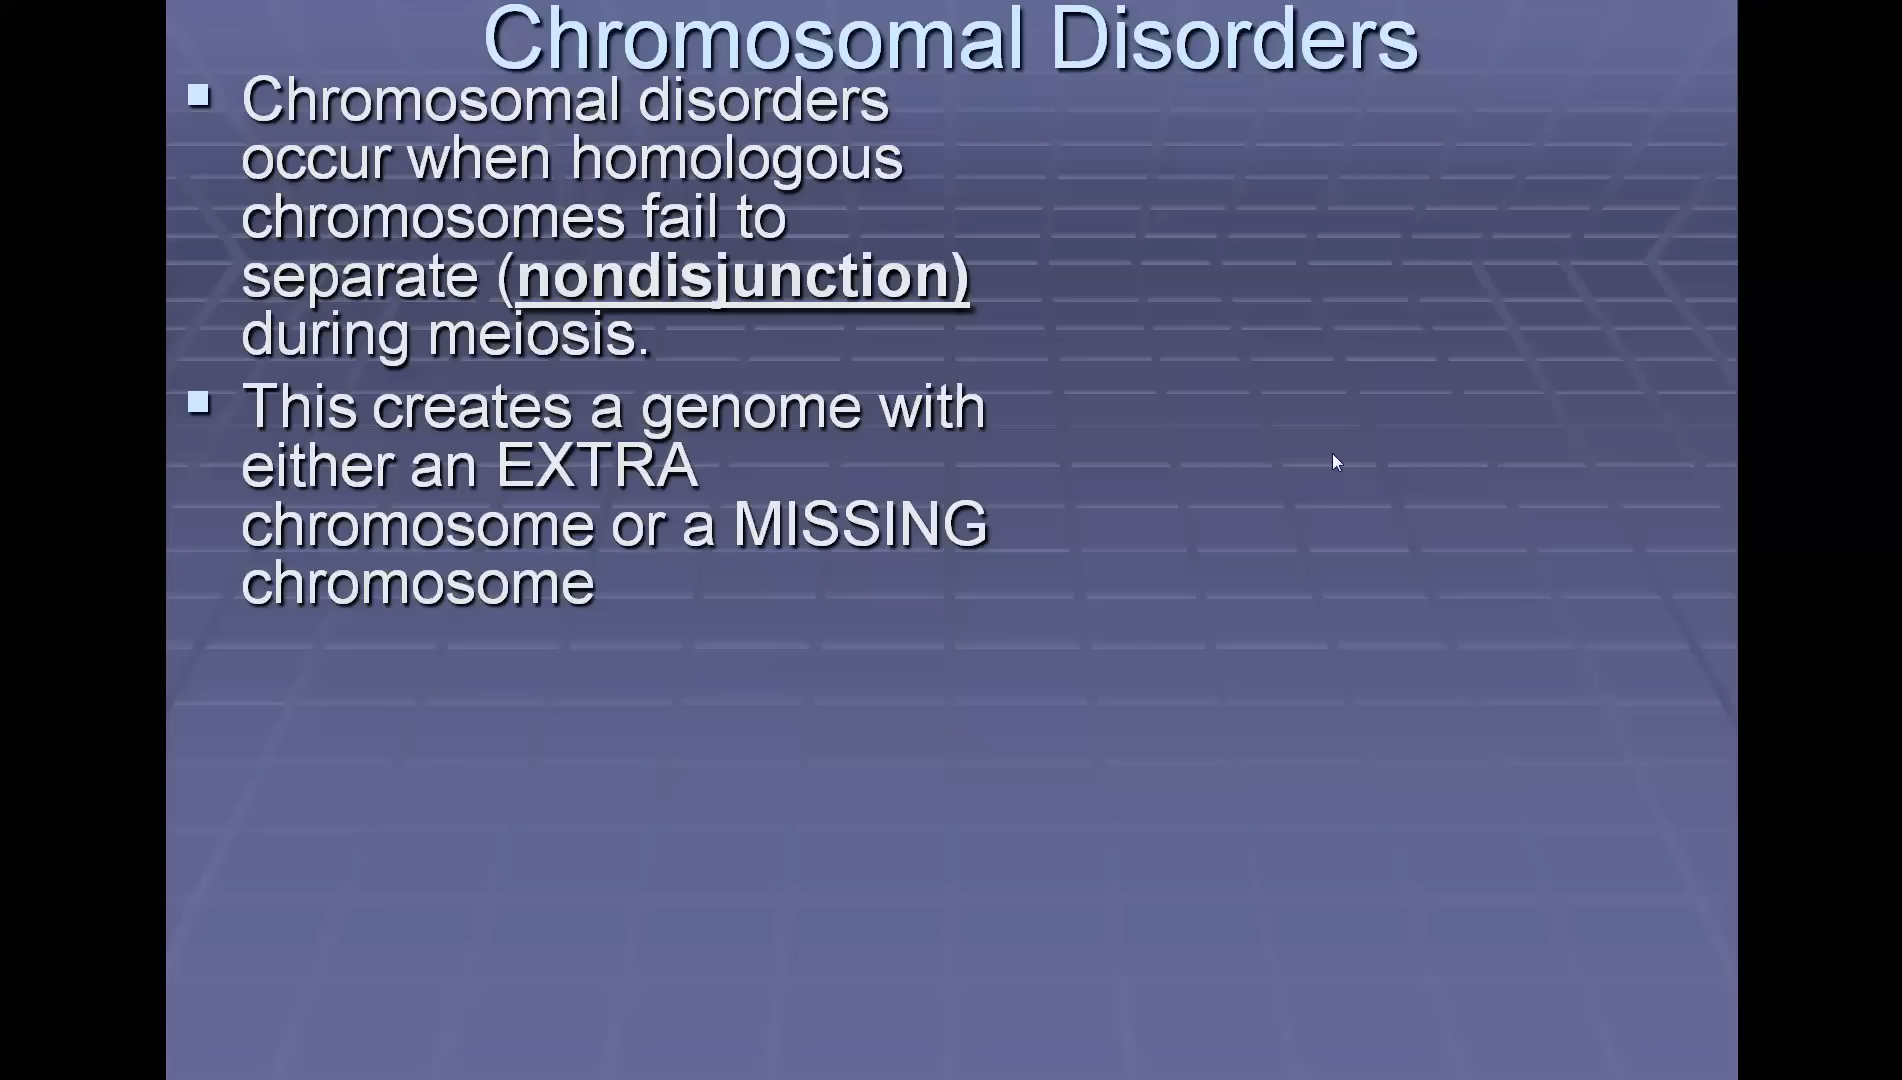 Chromosomal Disorders
Chromosomal disorders
occur when homologous
chromosomes fail to
separate (nondisjunction)
during meiosis.
This creates a genome with
either an EXTRA
chromosome or a MISSING
chromosome